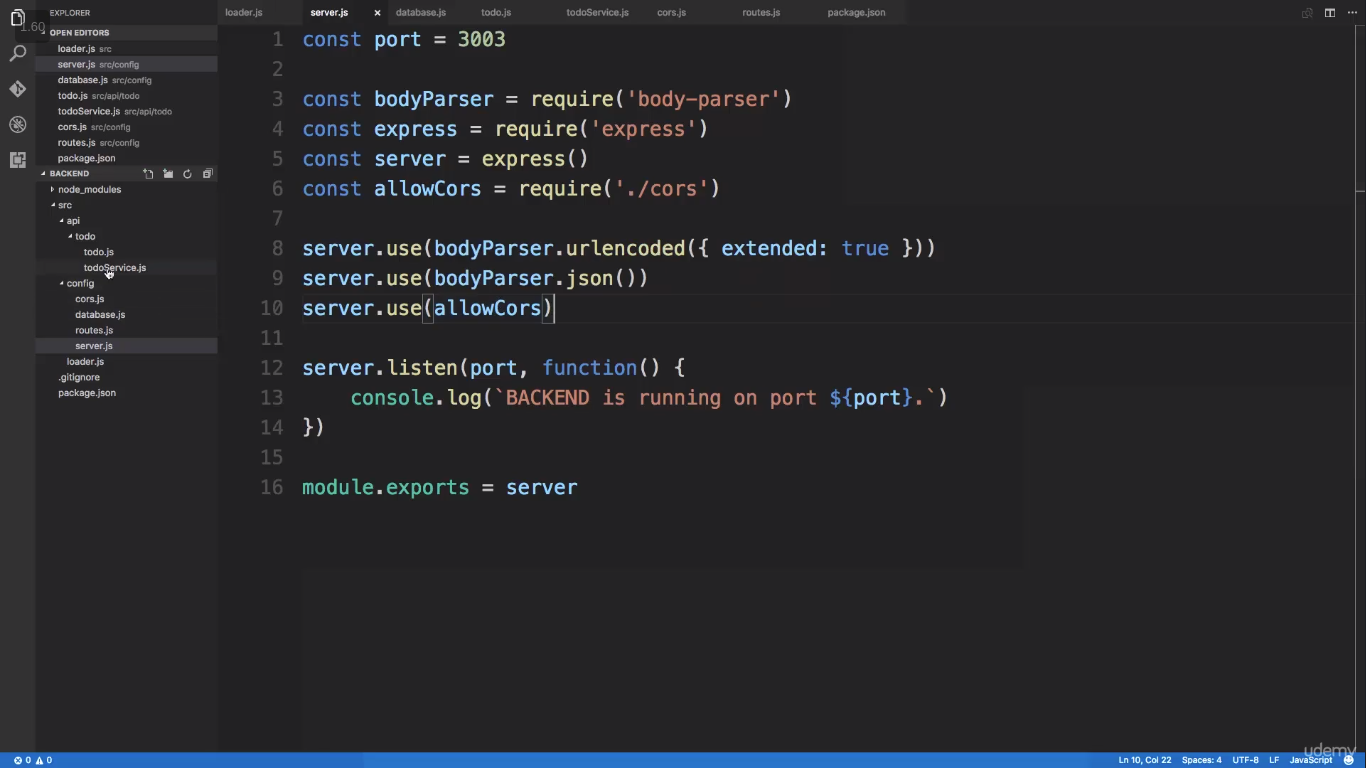 EXPLORER
1.60
OPEN EDITORS
loader.js src
server.js src/config
database.js src/config
todo.js src/api/todo
todoService.js src/api/todo
cors.js src/config
routes.js src/config
package.json
BACKEND
node_modules
src
api
todo
todo.js
todoService.js
config
cors.js
database.js
routes.js
server.js
loader.js
.gitignore
package.json
loader.js server.js × database.js todo.js todoService.js cors.js routes.js package.json
1 const port = 3003
2
3 const bodyParser = require('body-parser')
4 const express = require('express')
5 const server = express()
6 const allowCors = require('./cors')
7
8 server.use(bodyParser.urlencoded({ extended: true }))
9 server.use(bodyParser.json())
10 server.use(allowCors)
11
12 server.listen(port, function() {
13 console.log(`BACKEND is running on port ${port}.`)
14 })
15
16 module.exports = server
udemy
0 0 Ln 10, Col 22 Spaces: 4 UTF-8 LF JavaScript